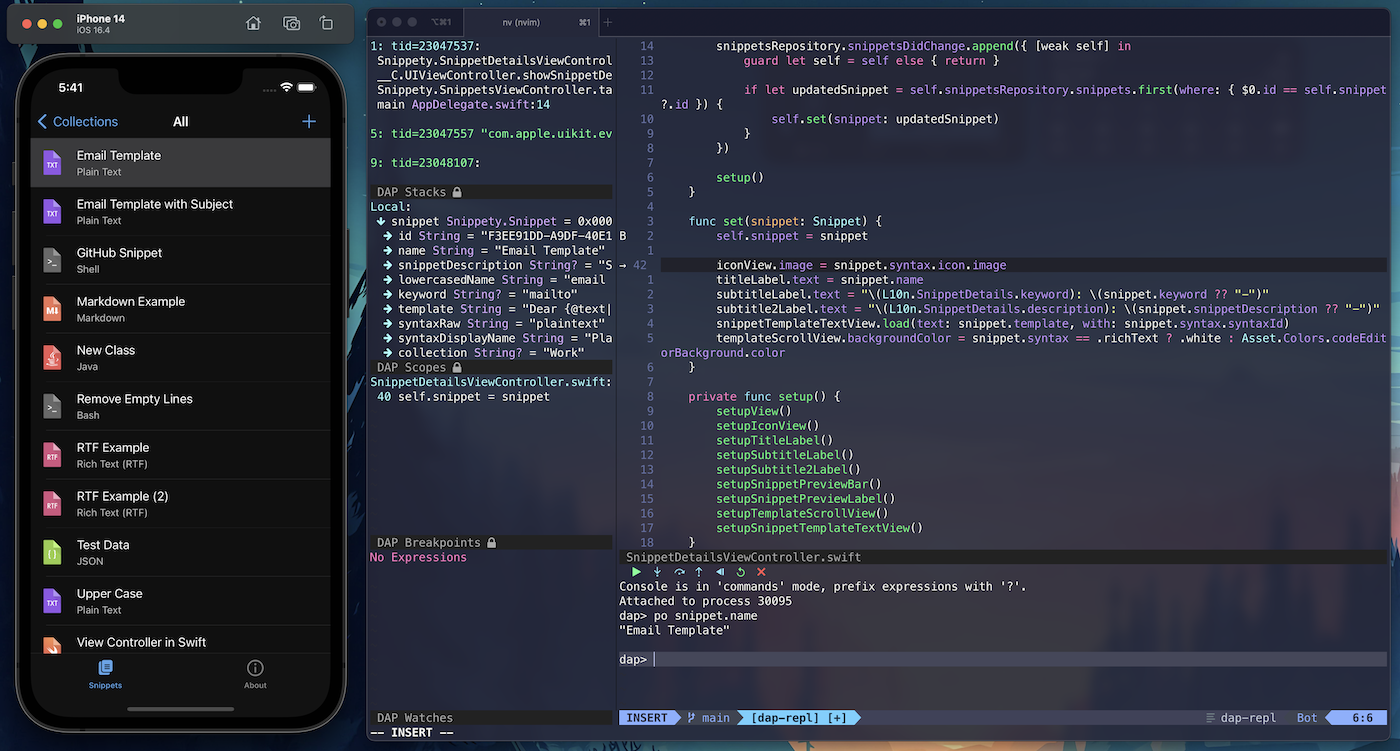 iPhone 14
iOS 16.4
5:41
Collections
All
TXT
Email Template
Plain Text
TXT
Email Template with Subject
Plain Text
>_
GitHub Snippet
Shell
M↓
Markdown Example
Markdown
New Class
Java
>_
Remove Empty Lines
Bash
RTF
RTF Example
Rich Text (RTF)
RTF
RTF Example (2)
Rich Text (RTF)
{ }
Test Data
JSON
TXT
Upper Case
Plain Text
View Controller in Swift
Snippets
About
⌥⌘1
nv (nvim)
⌘1
1: tid=23047537:
Snippety.SnippetDetailsViewControl
__C.UIViewController.showSnippetDe
Snippety.SnippetsViewController.ta
main AppDelegate.swift:14
5: tid=23047557 "com.apple.uikit.ev
9: tid=23048107:
DAP Stacks
Local:
snippet Snippety.Snippet = 0x000
→ id String = "F3EE91DD-A9DF-40E1
→ name String = "Email Template"
→ snippetDescription String? = "S
→ lowercasedName String = "email
→ keyword String? = "mailto"
→ template String = "Dear {@text|
→ syntaxRaw String = "plaintext"
→ syntaxDisplayName String = "Pla
→ collection String? = "Work"
DAP Scopes
SnippetDetailsViewController.swift:
40 self.snippet = snippet
DAP Breakpoints
No Expressions
DAP Watches
-- INSERT --
14 snippetsRepository.snippetsDidChange.append({ [weak self] in
13 guard let self = self else { return }
12
11 if let updatedSnippet = self.snippetsRepository.snippets.first(where: { $0.id == self.snippet
?.id }) {
10 self.set(snippet: updatedSnippet)
9 }
8 })
7
6 setup()
5 }
4
3 func set(snippet: Snippet) {
B 2 self.snippet = snippet
1
→ 42 iconView.image = snippet.syntax.icon.image
1 titleLabel.text = snippet.name
2 subtitleLabel.text = "\(L10n.SnippetDetails.keyword): \(snippet.keyword ?? "–")"
3 subtitle2Label.text = "\(L10n.SnippetDetails.description): \(snippet.snippetDescription ?? "–")"
4 snippetTemplateTextView.load(text: snippet.template, with: snippet.syntax.syntaxId)
5 templateScrollView.backgroundColor = snippet.syntax == .richText ? .white : Asset.Colors.codeEdit
orBackground.color
6 }
7
8 private func setup() {
9 setupView()
10 setupIconView()
11 setupTitleLabel()
12 setupSubtitleLabel()
13 setupSubtitle2Label()
14 setupSnippetPreviewBar()
15 setupSnippetPreviewLabel()
16 setupTemplateScrollView()
17 setupSnippetTemplateTextView()
18 }
SnippetDetailsViewController.swift
Console is in 'commands' mode, prefix expressions with '?'.
Attached to process 30095
dap> po snippet.name
"Email Template"
dap>
INSERT main [dap-repl] [+] dap-repl Bot 6:6